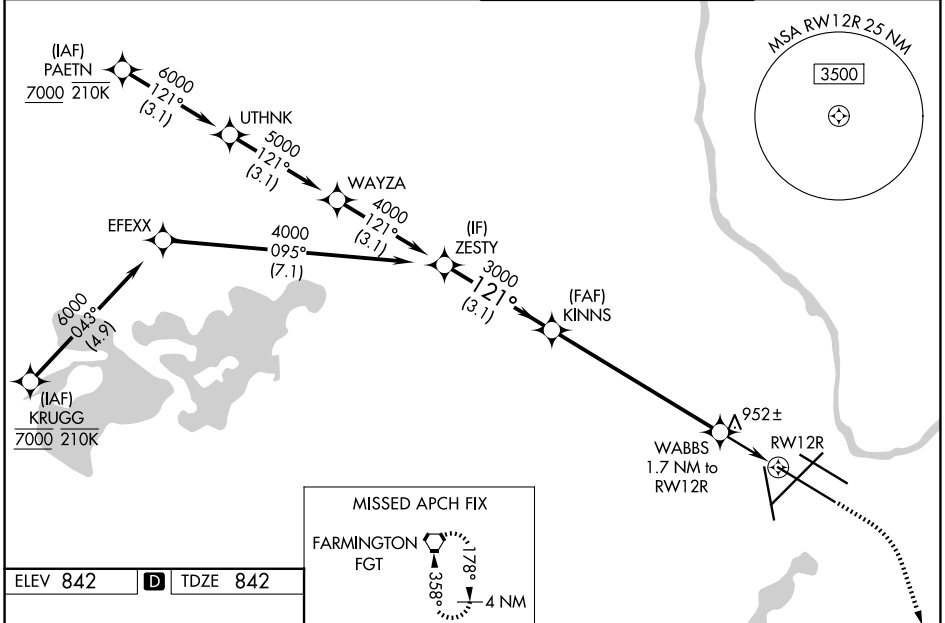 (IAF)
PAETN
7000 210K
6000
121°
(3.1)
UTHNK
5000
121°
(3.1)
WAYZA
4000
121°
(3.1)
(IF)
ZESTY
3000
121°
(3.1)
(FAF)
KINNS
EFEXX
4000
095°
(7.1)
6000
043°
(4.9)
(IAF)
KRUGG
7000 210K
MSA RW12R 25 NM
3500
952±
WABBS
1.7 NM to
RW12R
RW12R
MISSED APCH FIX
FARMINGTON
FGT
178°
358°
4 NM
ELEV 842 D TDZE 842